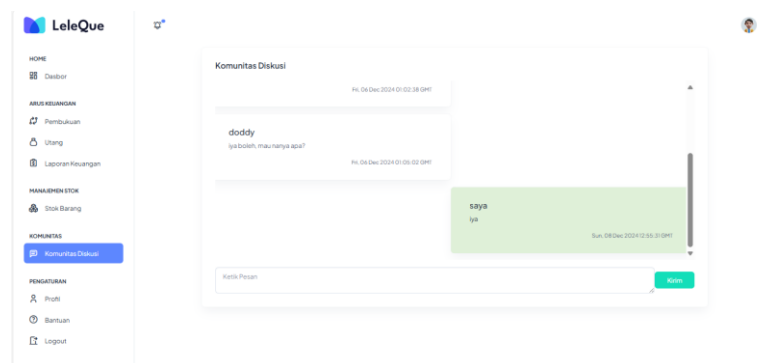 LeleQue
HOME
Dasbor
ARUS KEUANGAN
Pembukuan
Utang
Laporan Keuangan
MANAJEMEN STOK
Stok Barang
KOMUNITAS
Komunitas Diskusi
PENGATURAN
Profil
Bantuan
Logout
Komunitas Diskusi
Fri, 06 Dec 2024 01:02:38 GMT
doddy
iya boleh, mau nanya apa?
Fri, 06 Dec 2024 01:05:02 GMT
saya
iya
Sun, 08 Dec 2024 12:55:31 GMT
Ketik Pesan
Kirim